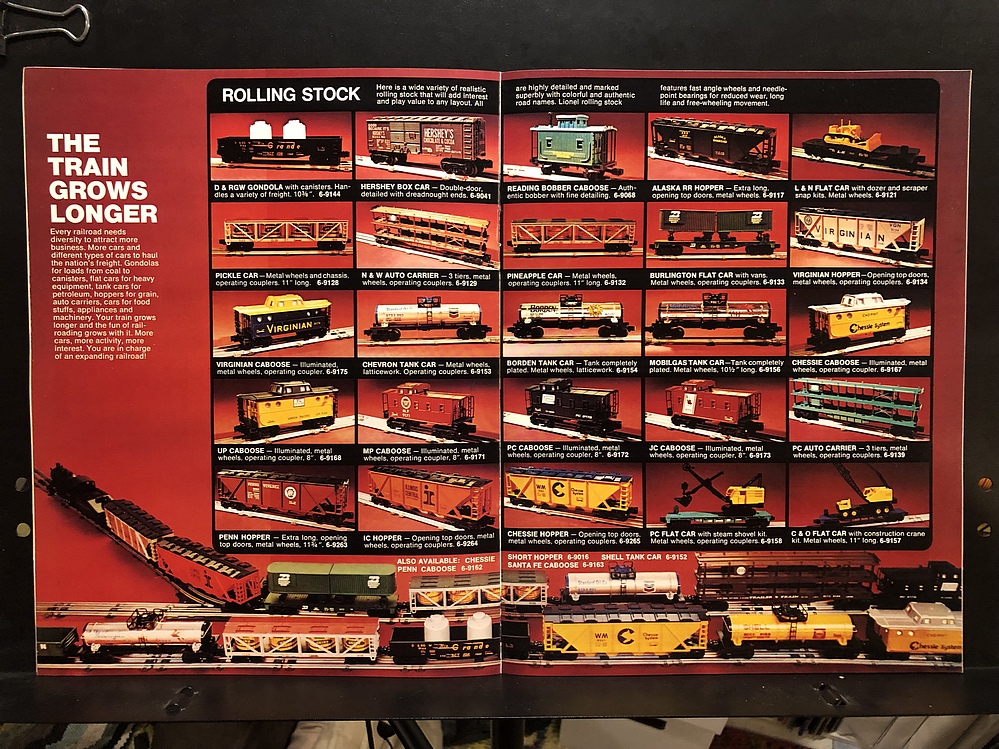 THE
TRAIN
GROWS
LONGER
Every railroad needs
diversity to attract more
business. More cars and
different types of cars to haul
the nation's freight. Gondolas
for loads from coal to
canisters, flat cars for heavy
equipment, tank cars for
petroleum, hoppers for grain,
auto carriers, cars for food
stuffs, appliances and
machinery. Your train grows
longer and the fun of rail-
roading grows with it. More
cars, more activity, more
interest. You are in charge
of an expanding railroad!
ROLLING STOCK
Here is a wide variety of realistic
rolling stock that will add interest
and play value to any layout. All
are highly detailed and marked
superbly with colorful and authentic
road names. Lionel rolling stock
features fast angle wheels and needle-
point bearings for reduced wear, long
life and free-wheeling movement.
Grande
HERSHEY'S
D & RGW GONDOLA with canisters. Han-
dles a variety of freight. 10¾". 6-9144
HERSHEY BOX CAR — Double-door,
detailed with dreadnought ends. 6-9041
READING BOBBER CABOOSE — Auth-
entic bobber with fine detailing. 6-9068
ALASKA RR HOPPER — Extra long,
opening top doors, metal wheels. 6-9117
L & N FLAT CAR with dozer and scraper
snap kits. Metal wheels. 6-9121
VIRGINIAN
PICKLE CAR — Metal wheels and chassis,
operating couplers. 11" long. 6-9128
N & W AUTO CARRIER — 3 tiers, metal
wheels, operating couplers. 6-9129
PINEAPPLE CAR — Metal wheels,
operating couplers. 11" long. 6-9132
BURLINGTON FLAT CAR with vans.
Metal wheels, operating couplers. 6-9133
VIRGINIAN HOPPER — Opening top doors,
metal wheels, operating couplers. 6-9134
VIRGINIAN
BORDEN
Chessie System
VIRGINIAN CABOOSE — Illuminated,
metal wheels, operating coupler. 6-9175
CHEVRON TANK CAR — Metal wheels,
latticework. Operating couplers. 6-9153
BORDEN TANK CAR — Tank completely
plated. Metal wheels, latticework. 6-9154
MOBILGAS TANK CAR — Tank completely
plated. Metal wheels, 10½" long. 6-9156
CHESSIE CABOOSE — Illuminated, metal
wheels, operating coupler. 6-9167
UP CABOOSE — Illuminated, metal
wheels, operating coupler, 8". 6-9168
MP CABOOSE — Illuminated, metal
wheels, operating coupler, 8". 6-9171
PC CABOOSE — Illuminated, metal
wheels, operating coupler, 8". 6-9172
JC CABOOSE — Illuminated, metal
wheels, operating coupler, 8". 6-9173
PC AUTO CARRIER — 3 tiers, metal
wheels, operating couplers. 6-9139
ILLINOIS
CENTRAL
WM
Chessie
System
PENN HOPPER — Extra long, opening
top doors, metal wheels, 11¾". 6-9263
IC HOPPER — Opening top doors, metal
wheels, operating couplers. 6-9264
CHESSIE HOPPER — Opening top doors,
metal wheels, operating couplers. 6-9265
PC FLAT CAR with steam shovel kit.
Metal wheels, operating couplers. 6-9158
C & O FLAT CAR with construction crane
kit. Metal wheels, 11" long. 6-9157
ALSO AVAILABLE: CHESSIE SHORT HOPPER 6-9016 SHELL TANK CAR 6-9152
PENN CABOOSE 6-9162 SANTA FE CABOOSE 6-9163
Grande
WM
Chessie
System
Chessie System